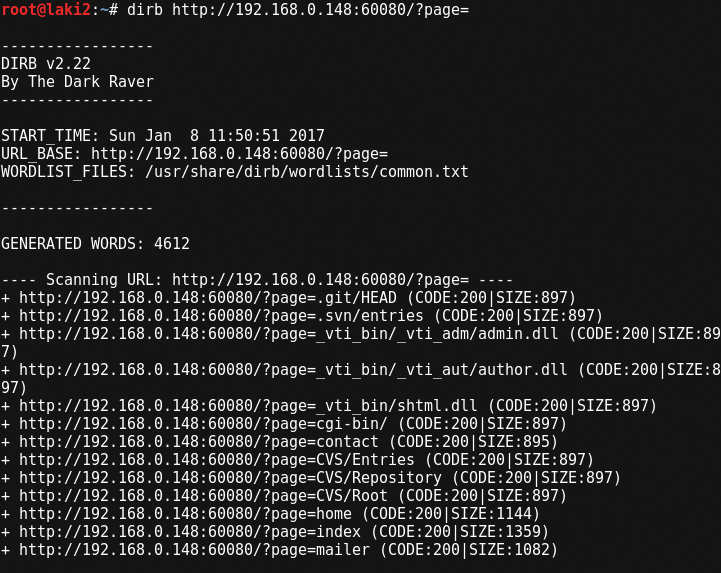 root@laki2:~# dirb http://192.168.0.148:60080/?page=
-----------------
DIRB v2.22
By The Dark Raver
-----------------
START_TIME: Sun Jan  8 11:50:51 2017
URL_BASE: http://192.168.0.148:60080/?page=
WORDLIST_FILES: /usr/share/dirb/wordlists/common.txt
-----------------
GENERATED WORDS: 4612
---- Scanning URL: http://192.168.0.148:60080/?page= ----
+ http://192.168.0.148:60080/?page=.git/HEAD (CODE:200|SIZE:897)
+ http://192.168.0.148:60080/?page=.svn/entries (CODE:200|SIZE:897)
+ http://192.168.0.148:60080/?page=_vti_bin/_vti_adm/admin.dll (CODE:200|SIZE:89
7)
+ http://192.168.0.148:60080/?page=_vti_bin/_vti_aut/author.dll (CODE:200|SIZE:8
97)
+ http://192.168.0.148:60080/?page=_vti_bin/shtml.dll (CODE:200|SIZE:897)
+ http://192.168.0.148:60080/?page=cgi-bin/ (CODE:200|SIZE:897)
+ http://192.168.0.148:60080/?page=contact (CODE:200|SIZE:895)
+ http://192.168.0.148:60080/?page=CVS/Entries (CODE:200|SIZE:897)
+ http://192.168.0.148:60080/?page=CVS/Repository (CODE:200|SIZE:897)
+ http://192.168.0.148:60080/?page=CVS/Root (CODE:200|SIZE:897)
+ http://192.168.0.148:60080/?page=home (CODE:200|SIZE:1144)
+ http://192.168.0.148:60080/?page=index (CODE:200|SIZE:1359)
+ http://192.168.0.148:60080/?page=mailer (CODE:200|SIZE:1082)